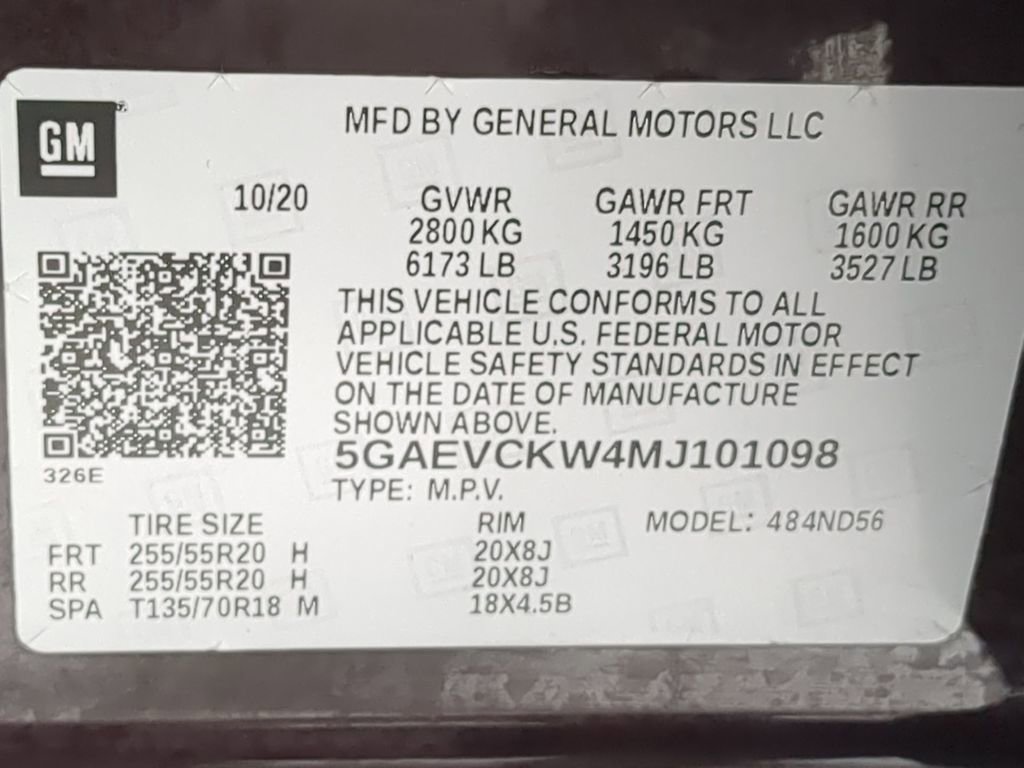 GM
MFD BY GENERAL MOTORS LLC
10/20 GVWR GAWR FRT GAWR RR
2800 KG 1450 KG 1600 KG
6173 LB 3196 LB 3527 LB
THIS VEHICLE CONFORMS TO ALL
APPLICABLE U.S. FEDERAL MOTOR
VEHICLE SAFETY STANDARDS IN EFFECT
ON THE DATE OF MANUFACTURE
SHOWN ABOVE.
5GAEVCKW4MJ101098
326E
TYPE: M.P.V.
TIRE SIZE RIM MODEL: 484ND56
FRT 255/55R20 H 20X8J
RR 255/55R20 H 20X8J
SPA T135/70R18 M 18X4.5B